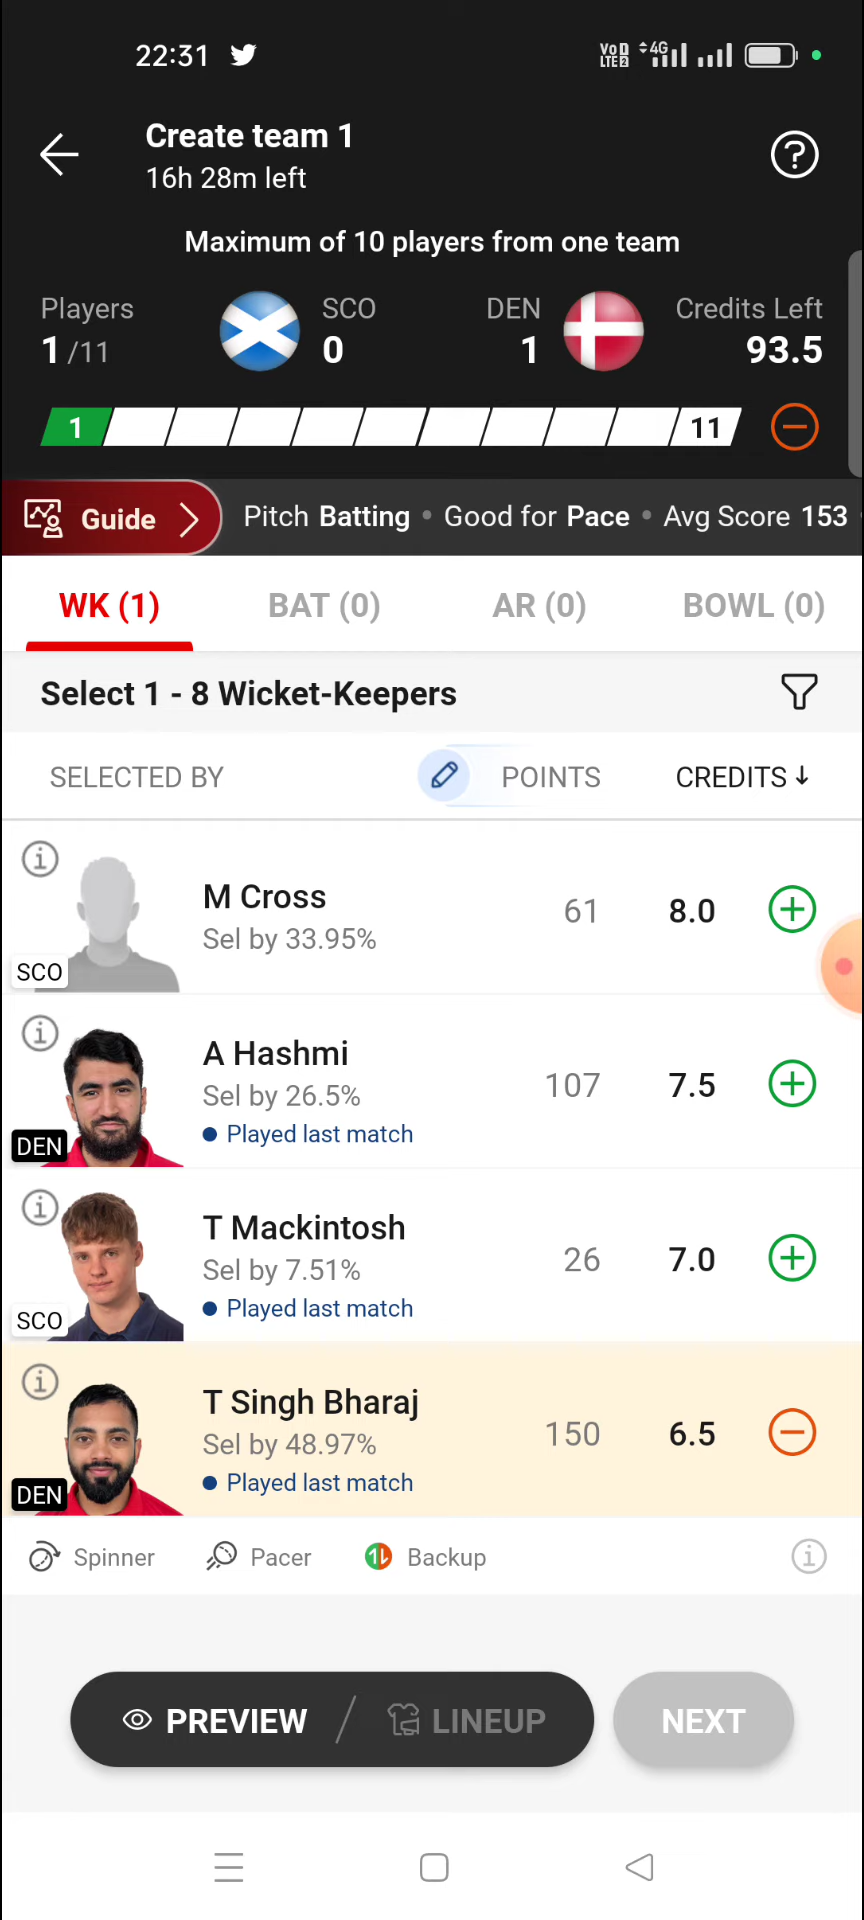 22:31
VoD LTE2 4G
Create team 1
16h 28m left
?
Maximum of 10 players from one team
Players SCO DEN Credits Left
1 /11 0 1 93.5
1 11
Guide Pitch Batting • Good for Pace • Avg Score 153
WK (1) BAT (0) AR (0) BOWL (0)
Select 1 - 8 Wicket-Keepers
SELECTED BY POINTS CREDITS ↓
M Cross
61 8.0
Sel by 33.95%
SCO
A Hashmi
107 7.5
Sel by 26.5%
• Played last match
DEN
T Mackintosh
26 7.0
Sel by 7.51%
• Played last match
SCO
T Singh Bharaj
150 6.5
Sel by 48.97%
• Played last match
DEN
Spinner Pacer Backup
PREVIEW / LINEUP NEXT